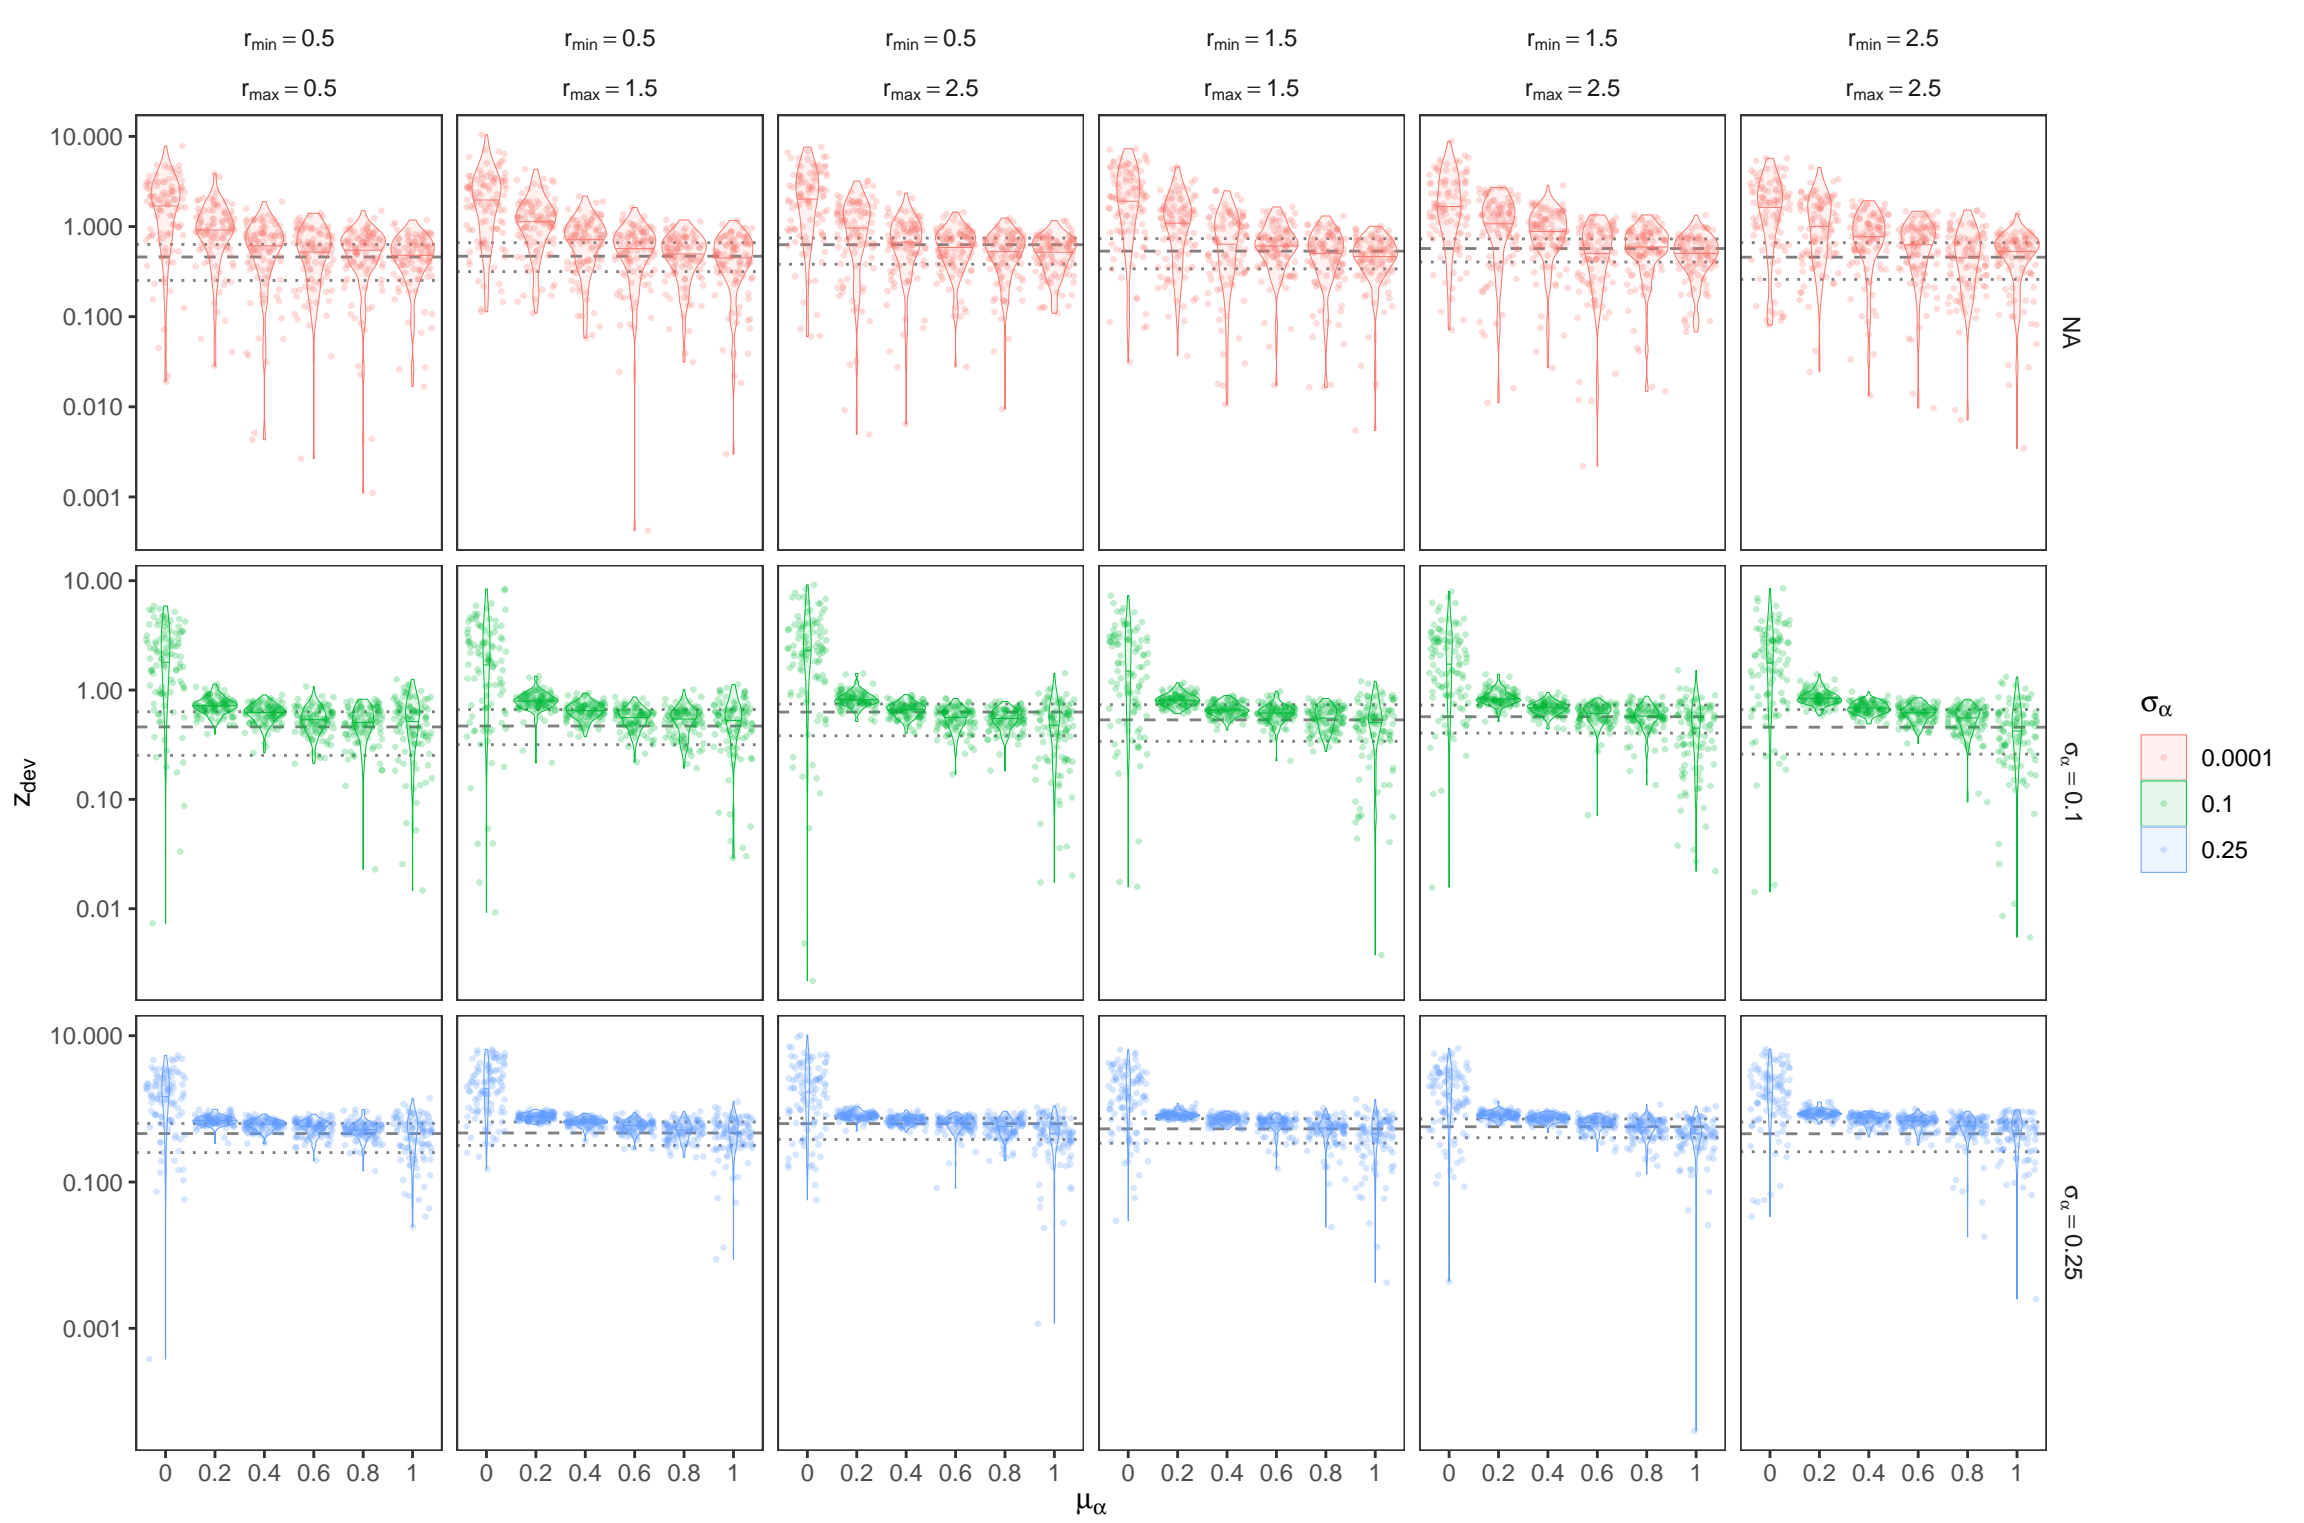 r_min = 0.5 r_min = 0.5 r_min = 0.5 r_min = 1.5 r_min = 1.5 r_min = 2.5
r_max = 0.5 r_max = 1.5 r_max = 2.5 r_max = 1.5 r_max = 2.5 r_max = 2.5
10.000
1.000
0.100
0.010
0.001
NA
10.00
1.00
0.10
0.01
σ_α = 0.1
10.000
0.100
0.001
σ_α = 0.25
z_dev
0 0.2 0.4 0.6 0.8 1 0 0.2 0.4 0.6 0.8 1 0 0.2 0.4 0.6 0.8 1 0 0.2 0.4 0.6 0.8 1 0 0.2 0.4 0.6 0.8 1 0 0.2 0.4 0.6 0.8 1
μ_α
σ_α
0.0001
0.1
0.25